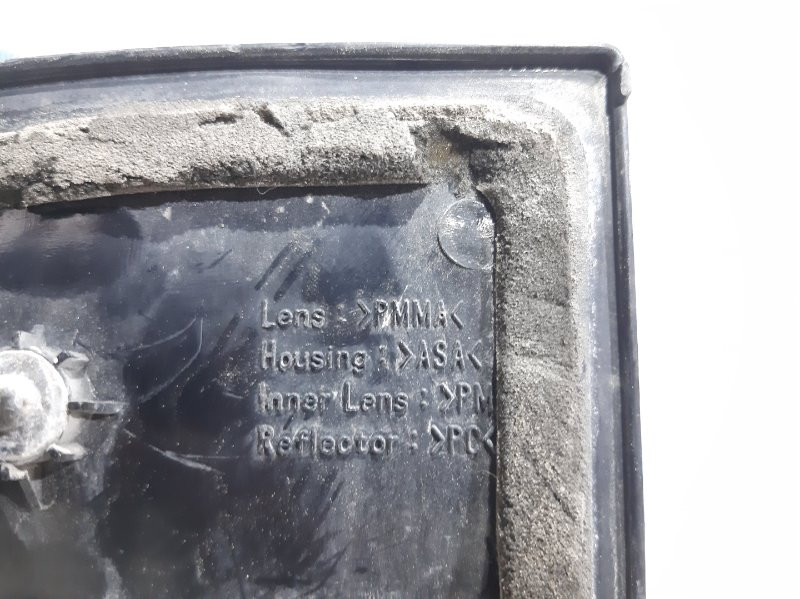 Lens : >PMMA<
Housing : >ASA<
Inner Lens : >PM
Reflector : >PC<